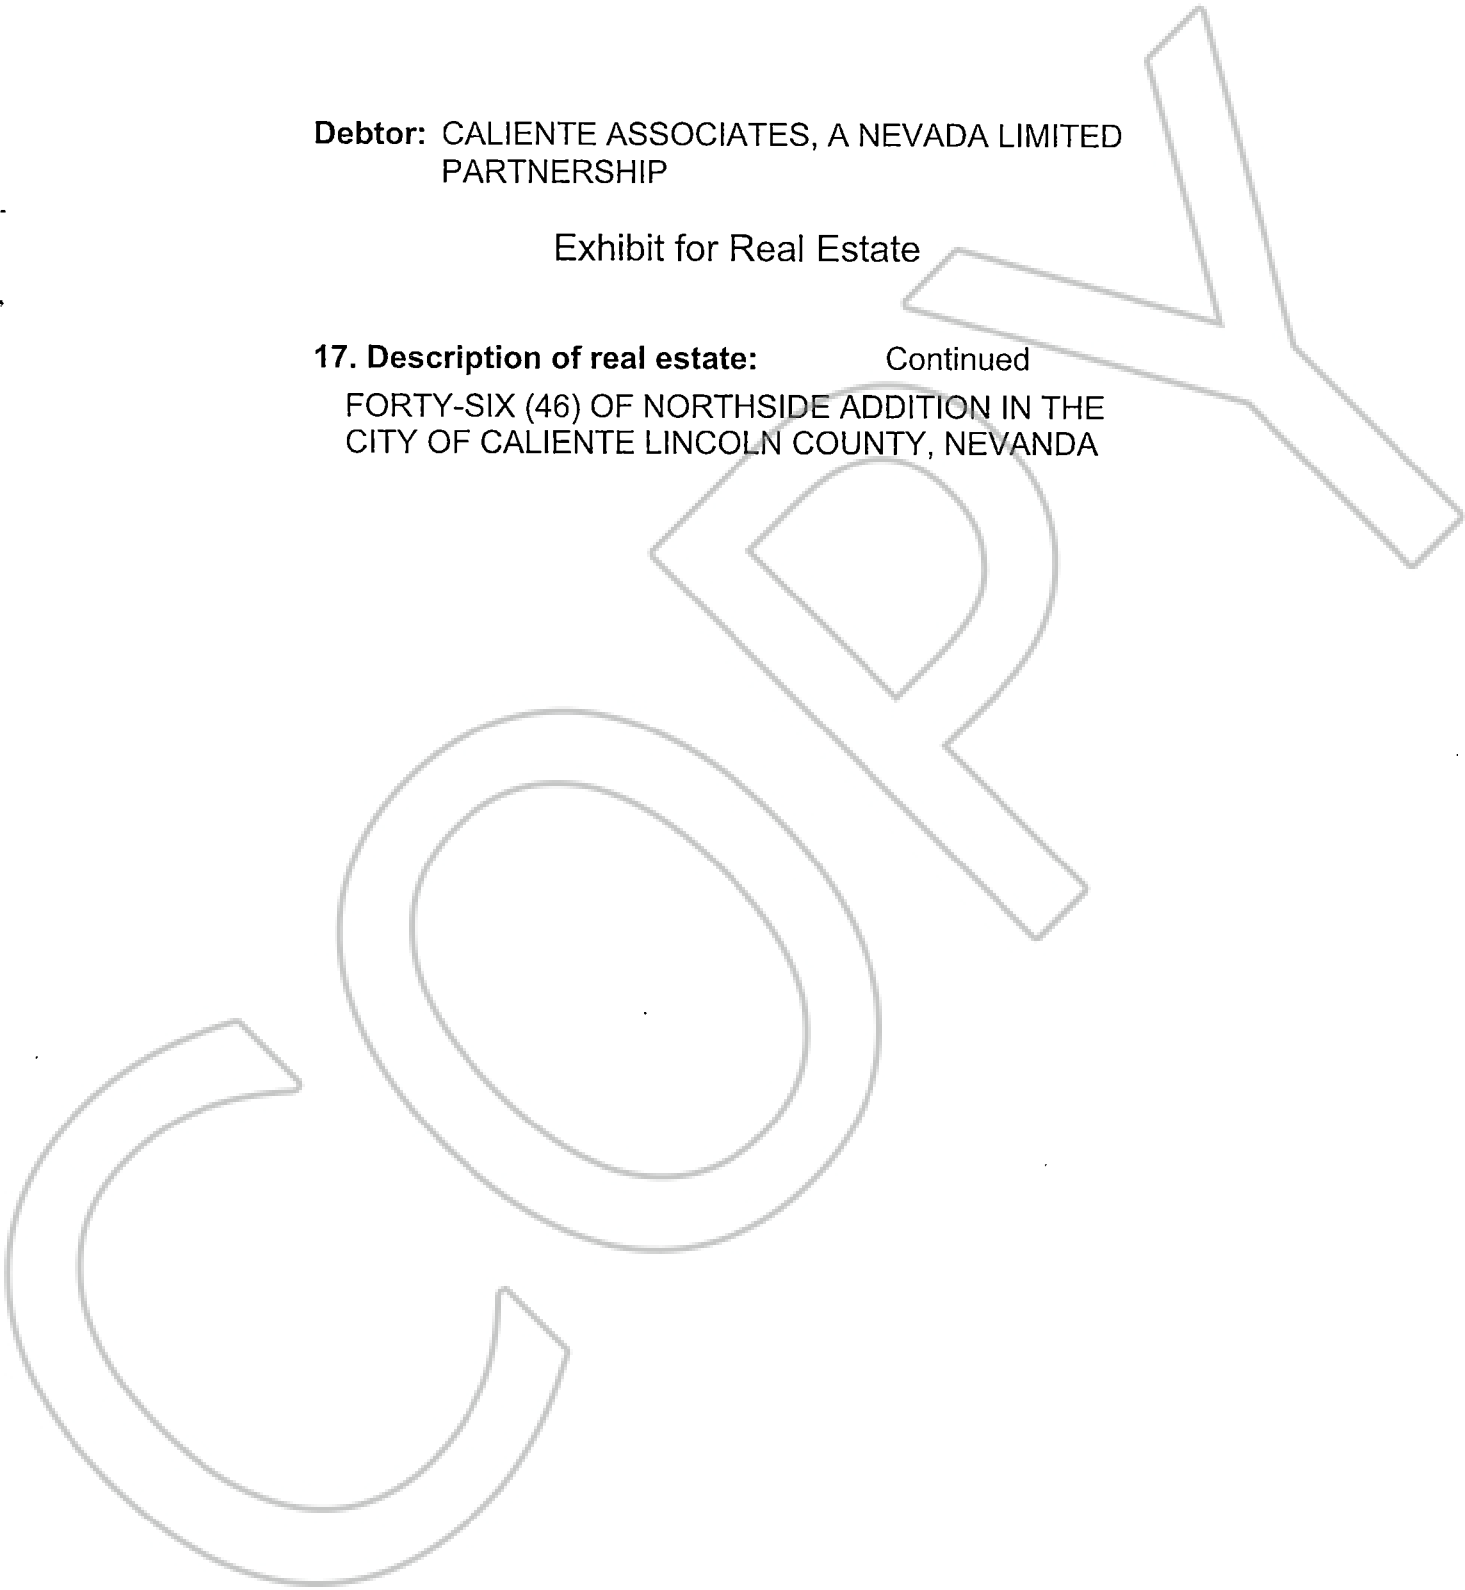 Debtor: CALIENTE ASSOCIATES, A NEVADA LIMITED
PARTNERSHIP
Exhibit for Real Estate
17. Description of real estate: Continued
FORTY-SIX (46) OF NORTHSIDE ADDITION IN THE
CITY OF CALIENTE LINCOLN COUNTY, NEVANDA
COPY